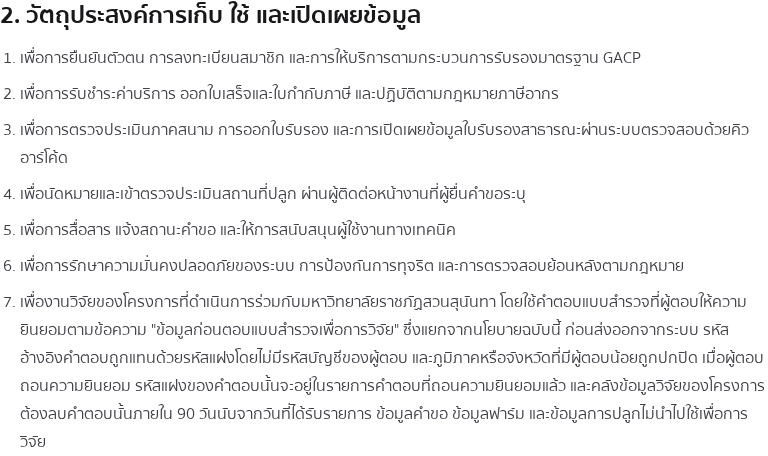 2. วัตถุประสงค์การเก็บ ใช้ และเปิดเผยข้อมูล
1. เพื่อการยืนยันตัวตน การลงทะเบียนสมาชิก และการให้บริการตามกระบวนการรับรองมาตรฐาน GACP
2. เพื่อการรับชำระค่าบริการ ออกใบเสร็จและใบกำกับภาษี และปฏิบัติตามกฎหมายภาษีอากร
3. เพื่อการตรวจประเมินภาคสนาม การออกใบรับรอง และการเปิดเผยข้อมูลใบรับรองสาธารณะผ่านระบบตรวจสอบด้วยคิว
อาร์โค้ด
4. เพื่อนัดหมายและเข้าตรวจประเมินสถานที่ปลูก ผ่านผู้ติดต่อหน้างานที่ผู้ยื่นคำขอระบุ
5. เพื่อการสื่อสาร แจ้งสถานะคำขอ และให้การสนับสนุนผู้ใช้งานทางเทคนิค
6. เพื่อการรักษาความมั่นคงปลอดภัยของระบบ การป้องกันการทุจริต และการตรวจสอบย้อนหลังตามกฎหมาย
7. เพื่องานวิจัยของโครงการที่ดำเนินการร่วมกับมหาวิทยาลัยราชภัฏสวนสุนันทา โดยใช้คำตอบแบบสำรวจที่ผู้ตอบให้ความ
ยินยอมตามข้อความ "ข้อมูลก่อนตอบแบบสำรวจเพื่อการวิจัย" ซึ่งแยกจากนโยบายฉบับนี้ ก่อนส่งออกจากระบบ รหัส
อ้างอิงคำตอบถูกแทนด้วยรหัสแฝงโดยไม่มีรหัสบัญชีของผู้ตอบ และภูมิภาคหรือจังหวัดที่มีผู้ตอบน้อยถูกปกปิด เมื่อผู้ตอบ
ถอนความยินยอม รหัสแฝงของคำตอบนั้นจะอยู่ในรายการคำตอบที่ถอนความยินยอมแล้ว และคลังข้อมูลวิจัยของโครงการ
ต้องลบคำตอบนั้นภายใน 90 วันนับจากวันที่ได้รับรายการ ข้อมูลคำขอ ข้อมูลฟาร์ม และข้อมูลการปลูกไม่นำไปใช้เพื่อการ
วิจัย